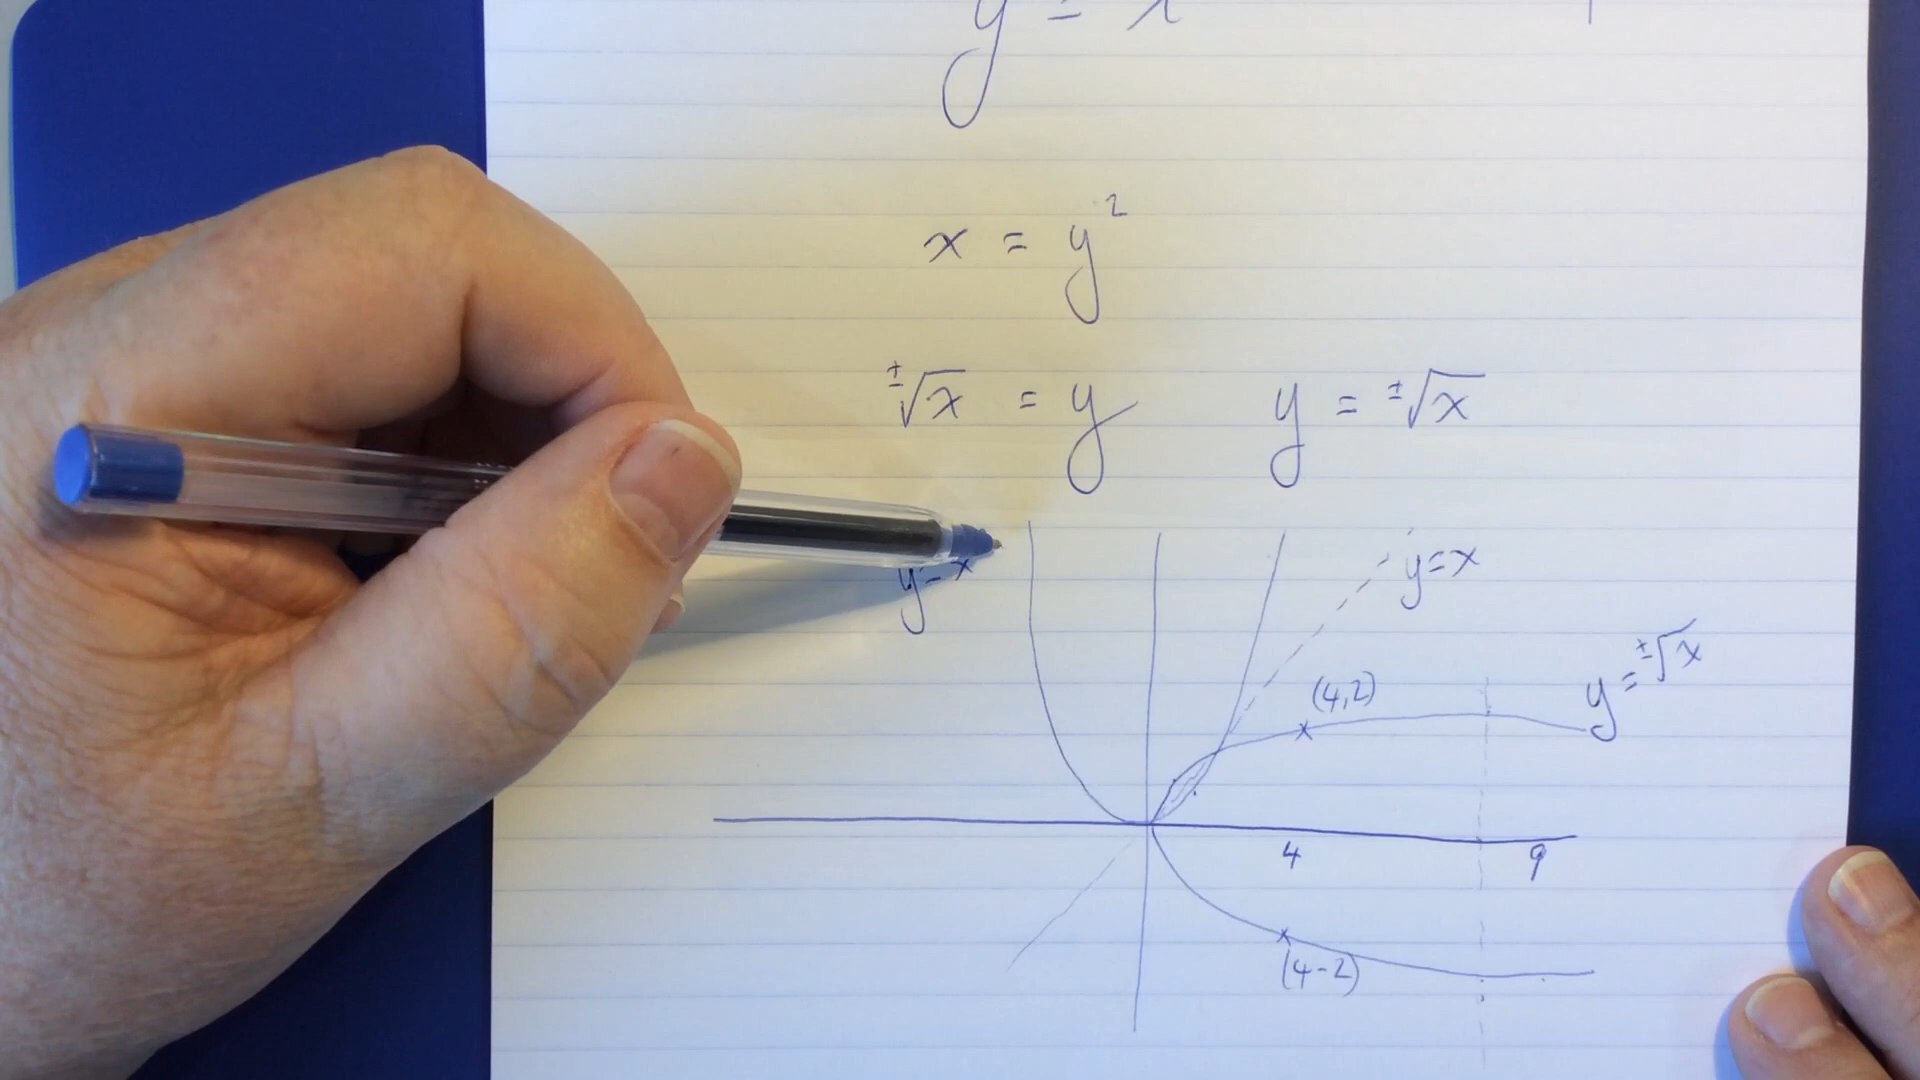 y = x
x = y²
±√x = y y = ±√x
y=x
y=x
y=±√x
(4,2)
4 9
(4-2)